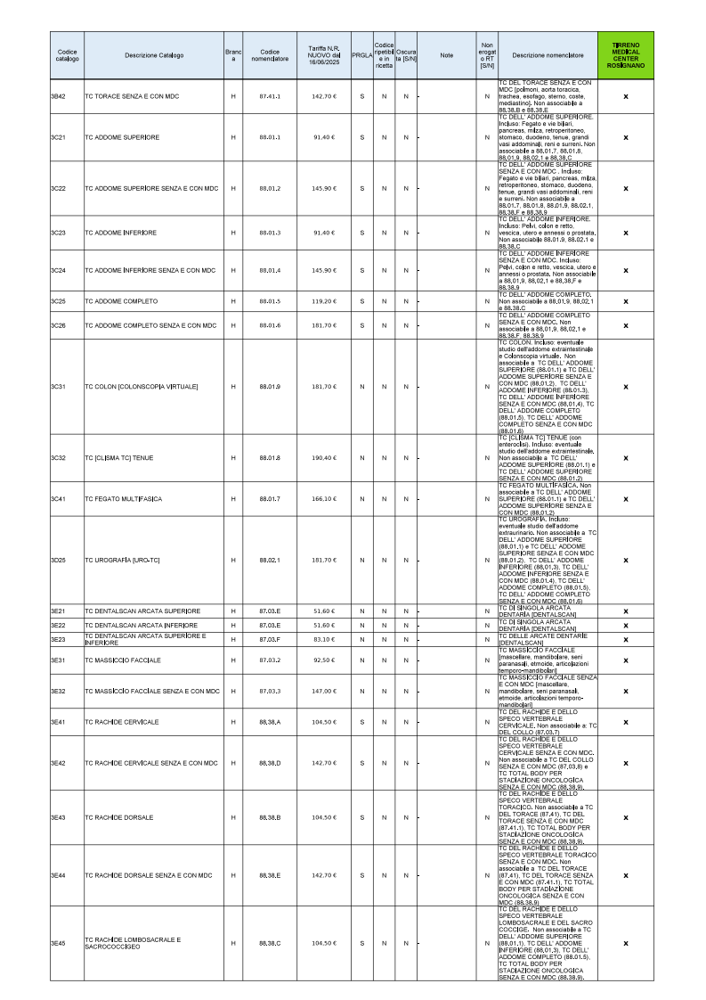 Codice catalogo | Descrizione Catalogo | Branca | Codice nomenclatore | Tariffa N.R. NUOVO dal 16/06/2025 | PRGLA | Codice ripetibile in ricetta | Oscurata [S/N] | Note | Non erogato RT [S/N] | Descrizione nomenclatore | TIRRENO MEDICAL CENTER ROSIGNANO
3B42 | TC TORACE SENZA E CON MDC | H | 87.41.1 | 142,70 € | S | N | N | - | N | TC DEL TORACE SENZA E CON MDC [polmoni, aorta toracica, trachea, esofago, sterno, coste, mediastino]. Non associabile a 88.38.B e 88.38.E | X
3C21 | TC ADDOME SUPERIORE | H | 88.01.1 | 91,40 € | S | N | N | - | N | TC DELL' ADDOME SUPERIORE. Incluso: Fegato e vie biliari, pancreas, milza, retroperitoneo, stomaco, duodeno, tenue, grandi vasi addominali, reni e surreni. Non associabile a 88.01.7, 88.01.8, 88.01.9, 88.02.1 e 88.38.C | X
3C22 | TC ADDOME SUPERIORE SENZA E CON MDC | H | 88.01.2 | 145,90 € | S | N | N | - | N | TC DELL' ADDOME SUPERIORE SENZA E CON MDC . Incluso: Fegato e vie biliari, pancreas, milza, retroperitoneo, stomaco, duodeno, tenue, grandi vasi addominali, reni e surreni. Non associabile a 88.01.7, 88.01.8, 88.01.9, 88.02.1, 88.38.F e 88.38.9 | X
3C23 | TC ADDOME INFERIORE | H | 88.01.3 | 91,40 € | S | N | N | - | N | TC DELL' ADDOME INFERIORE. Incluso: Pelvi, colon e retto, vescica, utero e annessi o prostata. Non associabile 88.01.9, 88.02.1 e 88.38.C | X
3C24 | TC ADDOME INFERIORE SENZA E CON MDC | H | 88.01.4 | 145,90 € | S | N | N | - | N | TC DELL' ADDOME INFERIORE SENZA E CON MDC. Incluso: Pelvi, colon e retto, vescica, utero e annessi o prostata. Non associabile a 88.01.9, 88.02.1 e 88.38.F e 88.38.9 | X
3C25 | TC ADDOME COMPLETO | H | 88.01.5 | 119,20 € | S | N | N | - | N | TC DELL' ADDOME COMPLETO. Non associabile a 88.01.9, 88.02.1 e 88.38.C | X
3C26 | TC ADDOME COMPLETO SENZA E CON MDC | H | 88.01.6 | 181,70 € | S | N | N | - | N | TC DELL' ADDOME COMPLETO SENZA E CON MDC. Non associabile a 88.01.9, 88.02.1 e 88.38.F, 88.38.9 | X
3C31 | TC COLON [COLONSCOPIA VIRTUALE] | H | 88.01.9 | 181,70 € | N | N | N | - | N | TC COLON. Incluso: eventuale studio dell'addome extraintestinale e Colonscopia virtuale. Non associabile a TC DELL' ADDOME SUPERIORE (88.01.1) e TC DELL' ADDOME SUPERIORE SENZA E CON MDC (88.01.2), TC DELL' ADDOME INFERIORE (88.01.3), TC DELL' ADDOME INFERIORE SENZA E CON MDC (88.01.4), TC DELL' ADDOME COMPLETO (88.01.5), TC DELL' ADDOME COMPLETO SENZA E CON MDC (88.01.6) | X
3C32 | TC [CLISMA TC] TENUE | H | 88.01.8 | 190,40 € | N | N | N | - | N | TC [CLISMA TC] TENUE (con enteroclisi). Incluso: eventuale studio dell'addome extraintestinale. Non associabile a TC DELL' ADDOME SUPERIORE (88.01.1) e TC DELL' ADDOME SUPERIORE SENZA E CON MDC (88.01.2) | X
3C41 | TC FEGATO MULTIFASICA | H | 88.01.7 | 166,10 € | N | N | N | - | N | TC FEGATO MULTIFASICA. Non associabile a TC DELL' ADDOME SUPERIORE (88.01.1) e TC DELL' ADDOME SUPERIORE SENZA E CON MDC (88.01.2) | X
3D25 | TC UROGRAFIA [URO-TC] | H | 88.02.1 | 181,70 € | N | N | N | - | N | TC UROGRAFIA. Incluso: eventuale studio dell'addome extraurinario. Non associabile a TC DELL' ADDOME SUPERIORE (88.01.1) e TC DELL' ADDOME SUPERIORE SENZA E CON MDC (88.01.2), TC DELL' ADDOME INFERIORE (88.01.3), TC DELL' ADDOME INFERIORE SENZA E CON MDC (88.01.4), TC DELL' ADDOME COMPLETO (88.01.5), TC DELL' ADDOME COMPLETO SENZA E CON MDC (88.01.6) | X
3E21 | TC DENTALSCAN ARCATA SUPERIORE | H | 87.03.E | 51,60 € | N | N | N | - | N | TC DI SINGOLA ARCATA DENTARIA [DENTALSCAN] | X
3E22 | TC DENTALSCAN ARCATA INFERIORE | H | 87.03.E | 51,60 € | N | N | N | - | N | TC DI SINGOLA ARCATA DENTARIA [DENTALSCAN] | X
3E23 | TC DENTALSCAN ARCATA SUPERIORE E INFERIORE | H | 87.03.F | 83,10 € | N | N | N | - | N | TC DELLE ARCATE DENTARIE [DENTALSCAN] | X
3E31 | TC MASSICCIO FACCIALE | H | 87.03.2 | 92,50 € | N | N | N | - | N | TC MASSICCIO FACCIALE [mascellare, mandibolare, seni paranasali, etmoide, articolazioni temporo-mandibolari] | X
3E32 | TC MASSICCIO FACCIALE SENZA E CON MDC | H | 87.03.3 | 147,00 € | N | N | N | - | N | TC MASSICCIO FACCIALE SENZA E CON MDC [mascellare, mandibolare, seni paranasali, etmoide, articolazioni temporo-mandibolari] | X
3E41 | TC RACHIDE CERVICALE | H | 88.38.A | 104,50 € | S | N | N | - | N | TC DEL RACHIDE E DELLO SPECO VERTEBRALE CERVICALE. Non associabile a: TC DEL COLLO (87.03.7) | X
3E42 | TC RACHIDE CERVICALE SENZA E CON MDC | H | 88.38.D | 142,70 € | S | N | N | - | N | TC DEL RACHIDE E DELLO SPECO VERTEBRALE CERVICALE SENZA E CON MDC. Non associabile a TC DEL COLLO SENZA E CON MDC (87.03.8) e TC TOTAL BODY PER STADIAZIONE ONCOLOGICA SENZA E CON MDC (88.38.9). | X
3E43 | TC RACHIDE DORSALE | H | 88.38.B | 104,50 € | S | N | N | - | N | TC DEL RACHIDE E DELLO SPECO VERTEBRALE TORACICO. Non associabile a TC DEL TORACE (87.41), TC DEL TORACE SENZA E CON MDC (87.41.1), TC TOTAL BODY PER STADIAZIONE ONCOLOGICA SENZA E CON MDC (88.38.9). | X
3E44 | TC RACHIDE DORSALE SENZA E CON MDC | H | 88.38.E | 142,70 € | S | N | N | - | N | TC DEL RACHIDE E DELLO SPECO VERTEBRALE TORACICO SENZA E CON MDC. Non associabile a TC DEL TORACE (87.41), TC DEL TORACE SENZA E CON MDC (87.41.1), TC TOTAL BODY PER STADIAZIONE ONCOLOGICA SENZA E CON MDC (88.38.9) | X
3E45 | TC RACHIDE LOMBOSACRALE E SACROCOCCIGEO | H | 88.38.C | 104,50 € | S | N | N | - | N | TC DEL RACHIDE E DELLO SPECO VERTEBRALE LOMBOSACRALE E DEL SACRO COCCIGE. Non associabile a TC DELL' ADDOME SUPERIORE (88.01.1), TC DELL' ADDOME INFERIORE (88.01.3), TC DELL' ADDOME COMPLETO (88.01.5), TC TOTAL BODY PER STADIAZIONE ONCOLOGICA SENZA E CON MDC (88.38.9). | X